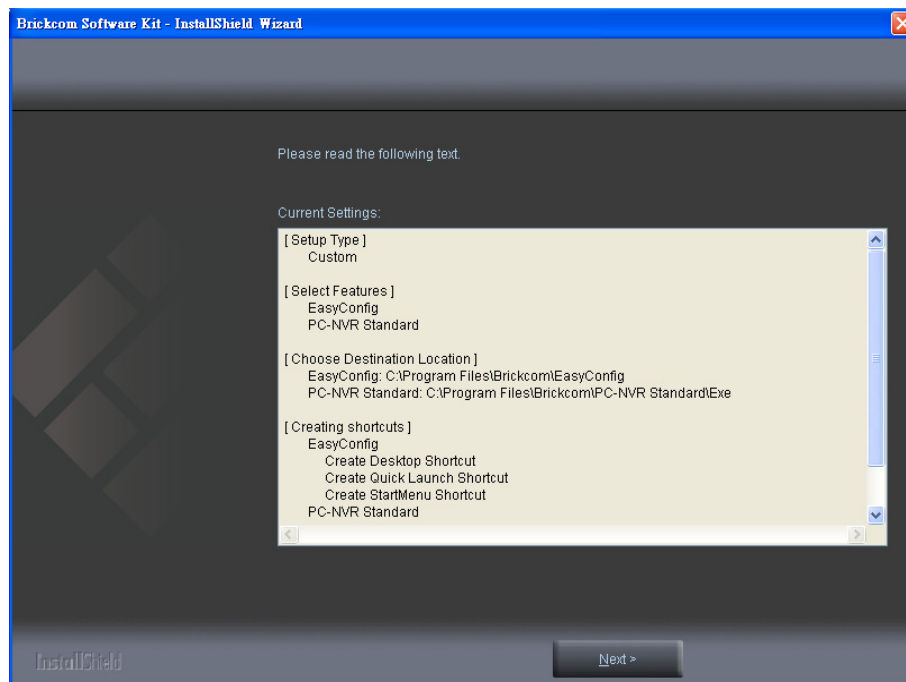 Brickcom Software Kit - InstallShield Wizard
Please read the following text.
Current Settings:
[ Setup Type ]
Custom
[ Select Features ]
EasyConfig
PC-NVR Standard
[ Choose Destination Location ]
EasyConfig: C:\Program Files\Brickcom\EasyConfig
PC-NVR Standard: C:\Program Files\Brickcom\PC-NVR Standard\Exe
[ Creating shortcuts ]
EasyConfig
Create Desktop Shortcut
Create Quick Launch Shortcut
Create StartMenu Shortcut
PC-NVR Standard
InstallShield
Next >